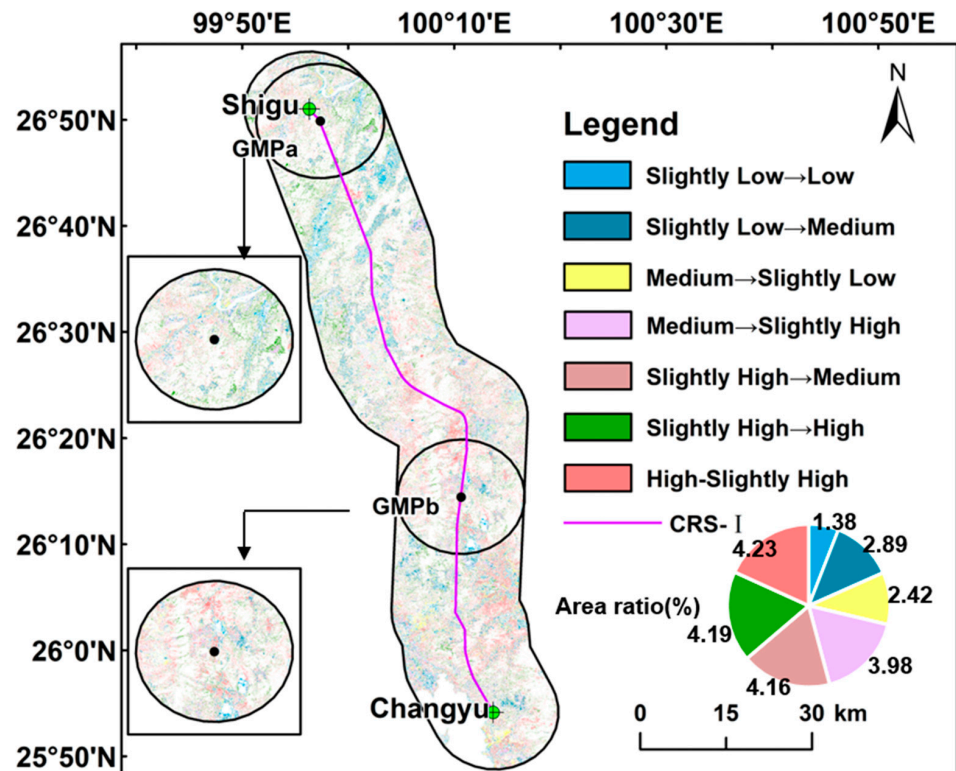 99°50'E 100°10'E 100°30'E 100°50'E
26°50'N
26°40'N
26°30'N
26°20'N
26°10'N
26°0'N
25°50'N
Shigu
GMPa
GMPb
Changyu
N
Legend
Slightly Low→Low
Slightly Low→Medium
Medium→Slightly Low
Medium→Slightly High
Slightly High→Medium
Slightly High→High
High-Slightly High
CRS-Ⅰ
Area ratio(%)
1.38
2.89
2.42
3.98
4.16
4.19
4.23
0 15 30 km